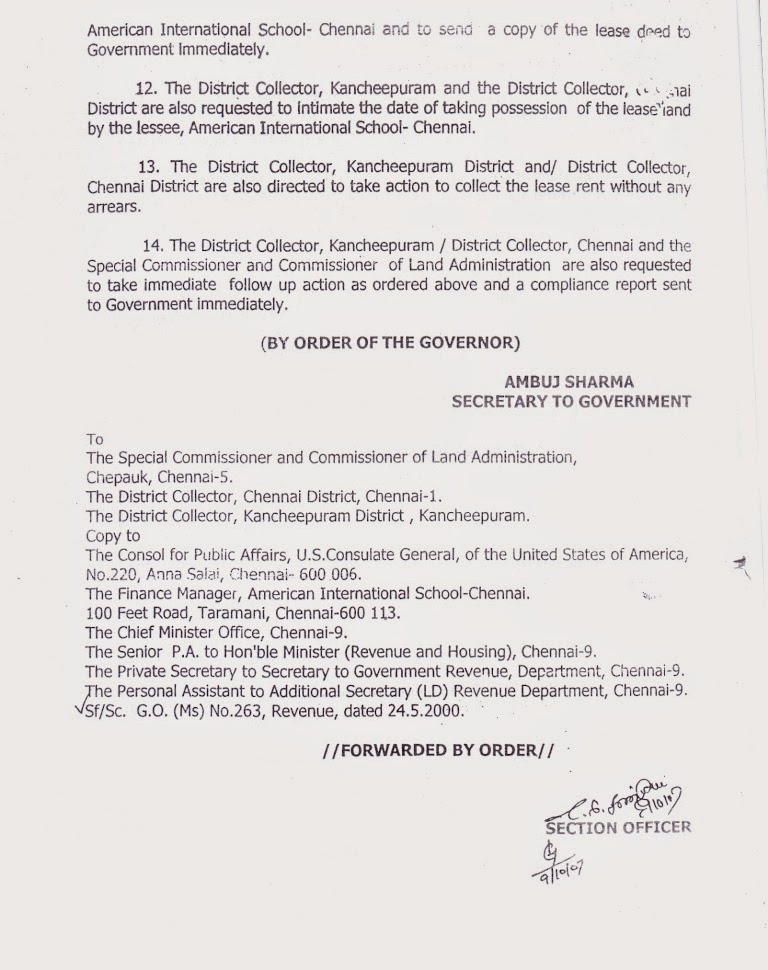 American International School- Chennai and to send a copy of the lease deed to
Government Immediately.
12. The District Collector, Kancheepuram and the District Collector,
District are also requested to intimate the date of taking possession of the lease land
by the lessee, American International School- Chennai.
13. The District Collector, Kancheepuram District and/ District Collector,
Chennai District are also directed to take action to collect the lease rent without any
arrears.
14. The District Collector, Kancheepuram / District Collector, Chennai and the
Special Commissioner and Commissioner of Land Administration are also requested
to take immediate follow up action as ordered above and a compliance report sent
to Government immediately.
(BY ORDER OF THE GOVERNOR)
AMBUJ SHARMA
SECRETARY TO GOVERNMENT
To
The Special Commissioner and Commissioner of Land Administration,
Chepauk, Chennai-5.
The District Collector, Chennai District, Chennai-1.
The District Collector, Kancheepuram District , Kancheepuram.
Copy to
The Consol for Public Affairs, U.S.Consulate General, of the United States of America,
No.220, Anna Salai, Chennai- 600 006.
The Finance Manager, American International School-Chennai.
100 Feet Road, Taramani, Chennai-600 113.
The Chief Minister Office, Chennai-9.
The Senior P.A. to Hon'ble Minister (Revenue and Housing), Chennai-9.
The Private Secretary to Secretary to Government Revenue, Department, Chennai-9.
The Personal Assistant to Additional Secretary (LD) Revenue Department, Chennai-9.
Sf/Sc. G.O. (Ms) No.263, Revenue, dated 24.5.2000.
//FORWARDED BY ORDER//
SECTION OFFICER
9/10/07